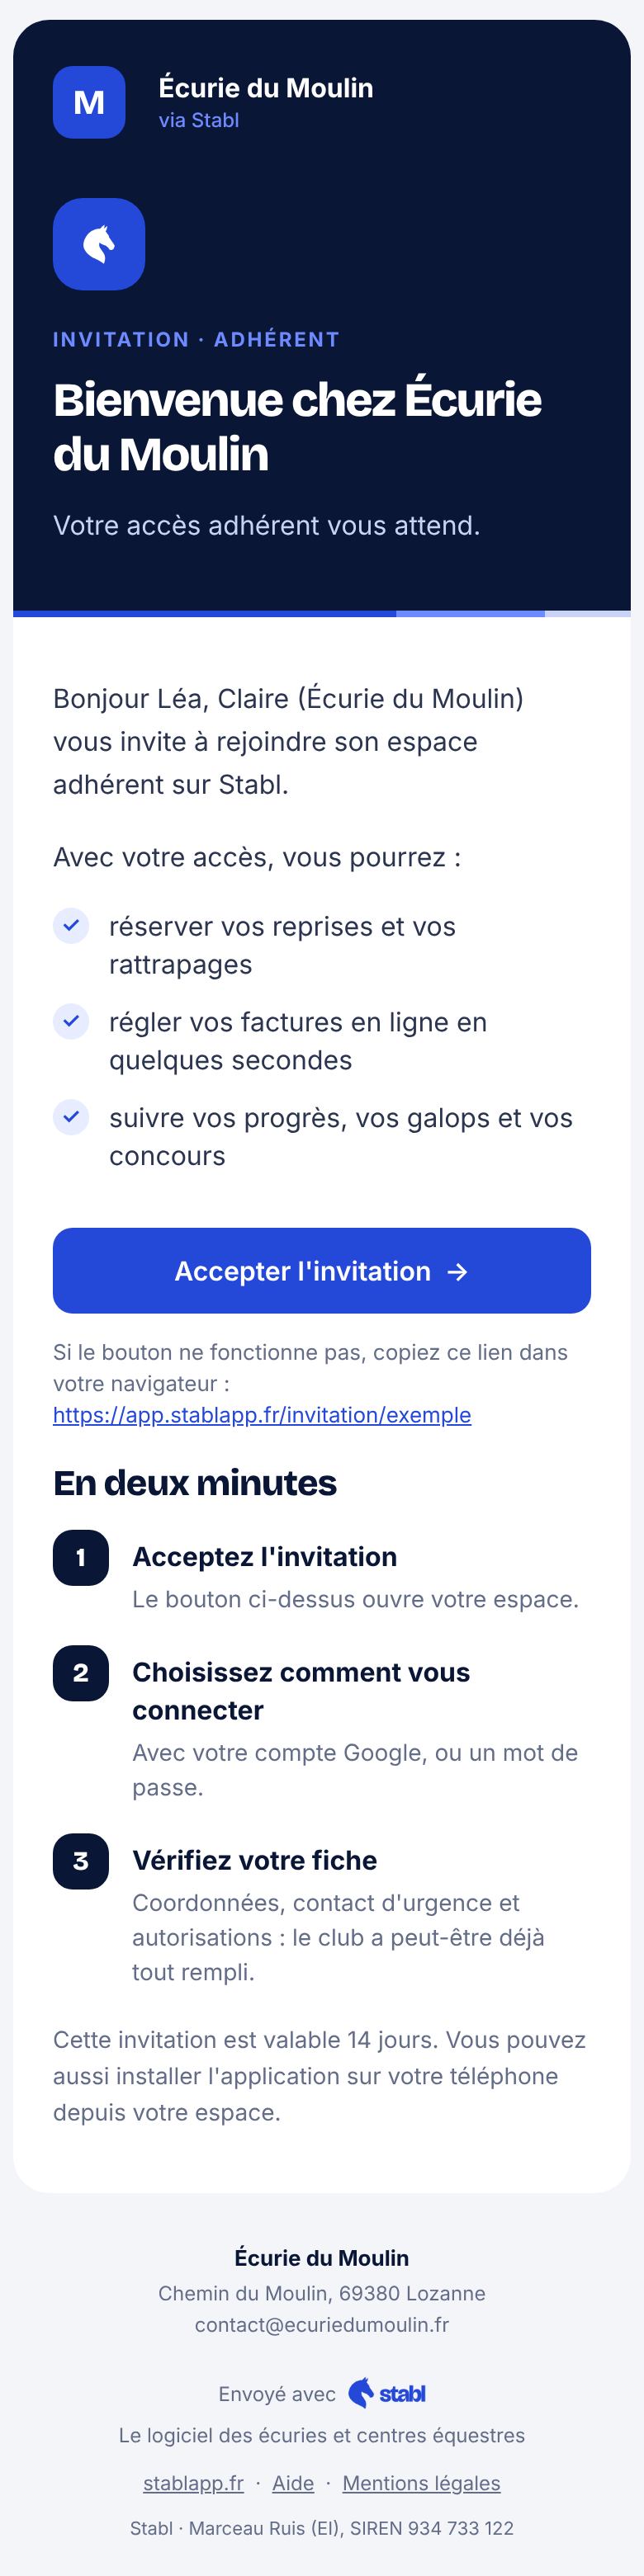 M
Écurie du Moulin
via Stabl
INVITATION · ADHÉRENT
Bienvenue chez Écurie
du Moulin
Votre accès adhérent vous attend.
Bonjour Léa, Claire (Écurie du Moulin)
vous invite à rejoindre son espace
adhérent sur Stabl.
Avec votre accès, vous pourrez :
réserver vos reprises et vos
rattrapages
régler vos factures en ligne en
quelques secondes
suivre vos progrès, vos galops et vos
concours
Accepter l'invitation →
Si le bouton ne fonctionne pas, copiez ce lien dans
votre navigateur :
https://app.stablapp.fr/invitation/exemple
En deux minutes
1
Acceptez l'invitation
Le bouton ci-dessus ouvre votre espace.
2
Choisissez comment vous
connecter
Avec votre compte Google, ou un mot de
passe.
3
Vérifiez votre fiche
Coordonnées, contact d'urgence et
autorisations : le club a peut-être déjà
tout rempli.
Cette invitation est valable 14 jours. Vous pouvez
aussi installer l'application sur votre téléphone
depuis votre espace.
Écurie du Moulin
Chemin du Moulin, 69380 Lozanne
contact@ecuriedumoulin.fr
Envoyé avec stabl
Le logiciel des écuries et centres équestres
stablapp.fr · Aide · Mentions légales
Stabl · Marceau Ruis (EI), SIREN 934 733 122